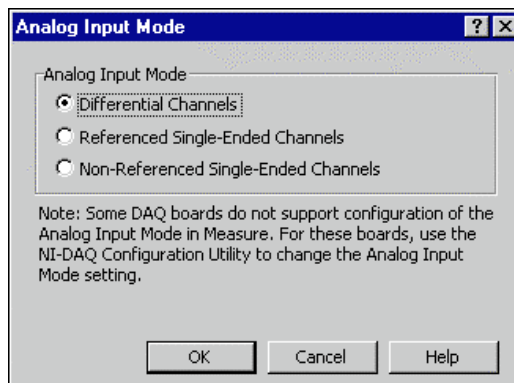 Analog Input Mode
Analog Input Mode
Differential Channels
Referenced Single-Ended Channels
Non-Referenced Single-Ended Channels
Note: Some DAQ boards do not support configuration of the
Analog Input Mode in Measure. For these boards, use the
NI-DAQ Configuration Utility to change the Analog Input
Mode setting.
OK
Cancel
Help